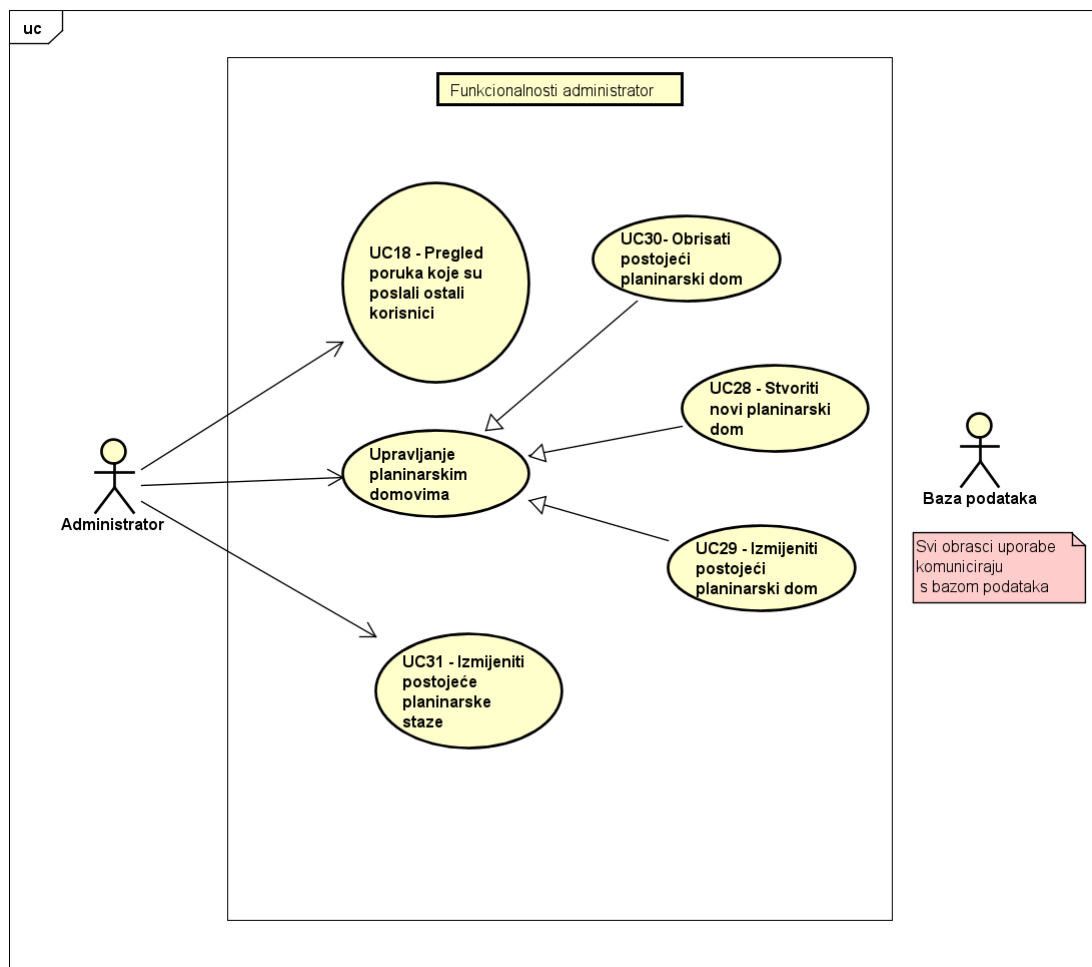 uc
Funkcionalnosti administrator
UC18 - Pregled
poruka koje su
poslali ostali
korisnici
UC30- Obrisati
postojeći
planinarski dom
UC28 - Stvoriti
novi planinarski
dom
Upravljanje
planinarskim
domovima
UC29 - Izmijeniti
postojeći
planinarski dom
UC31 - Izmijeniti
postojeće
planinarske
staze
Administrator
Baza podataka
Svi obrasci uporabe
komuniciraju
s bazom podataka